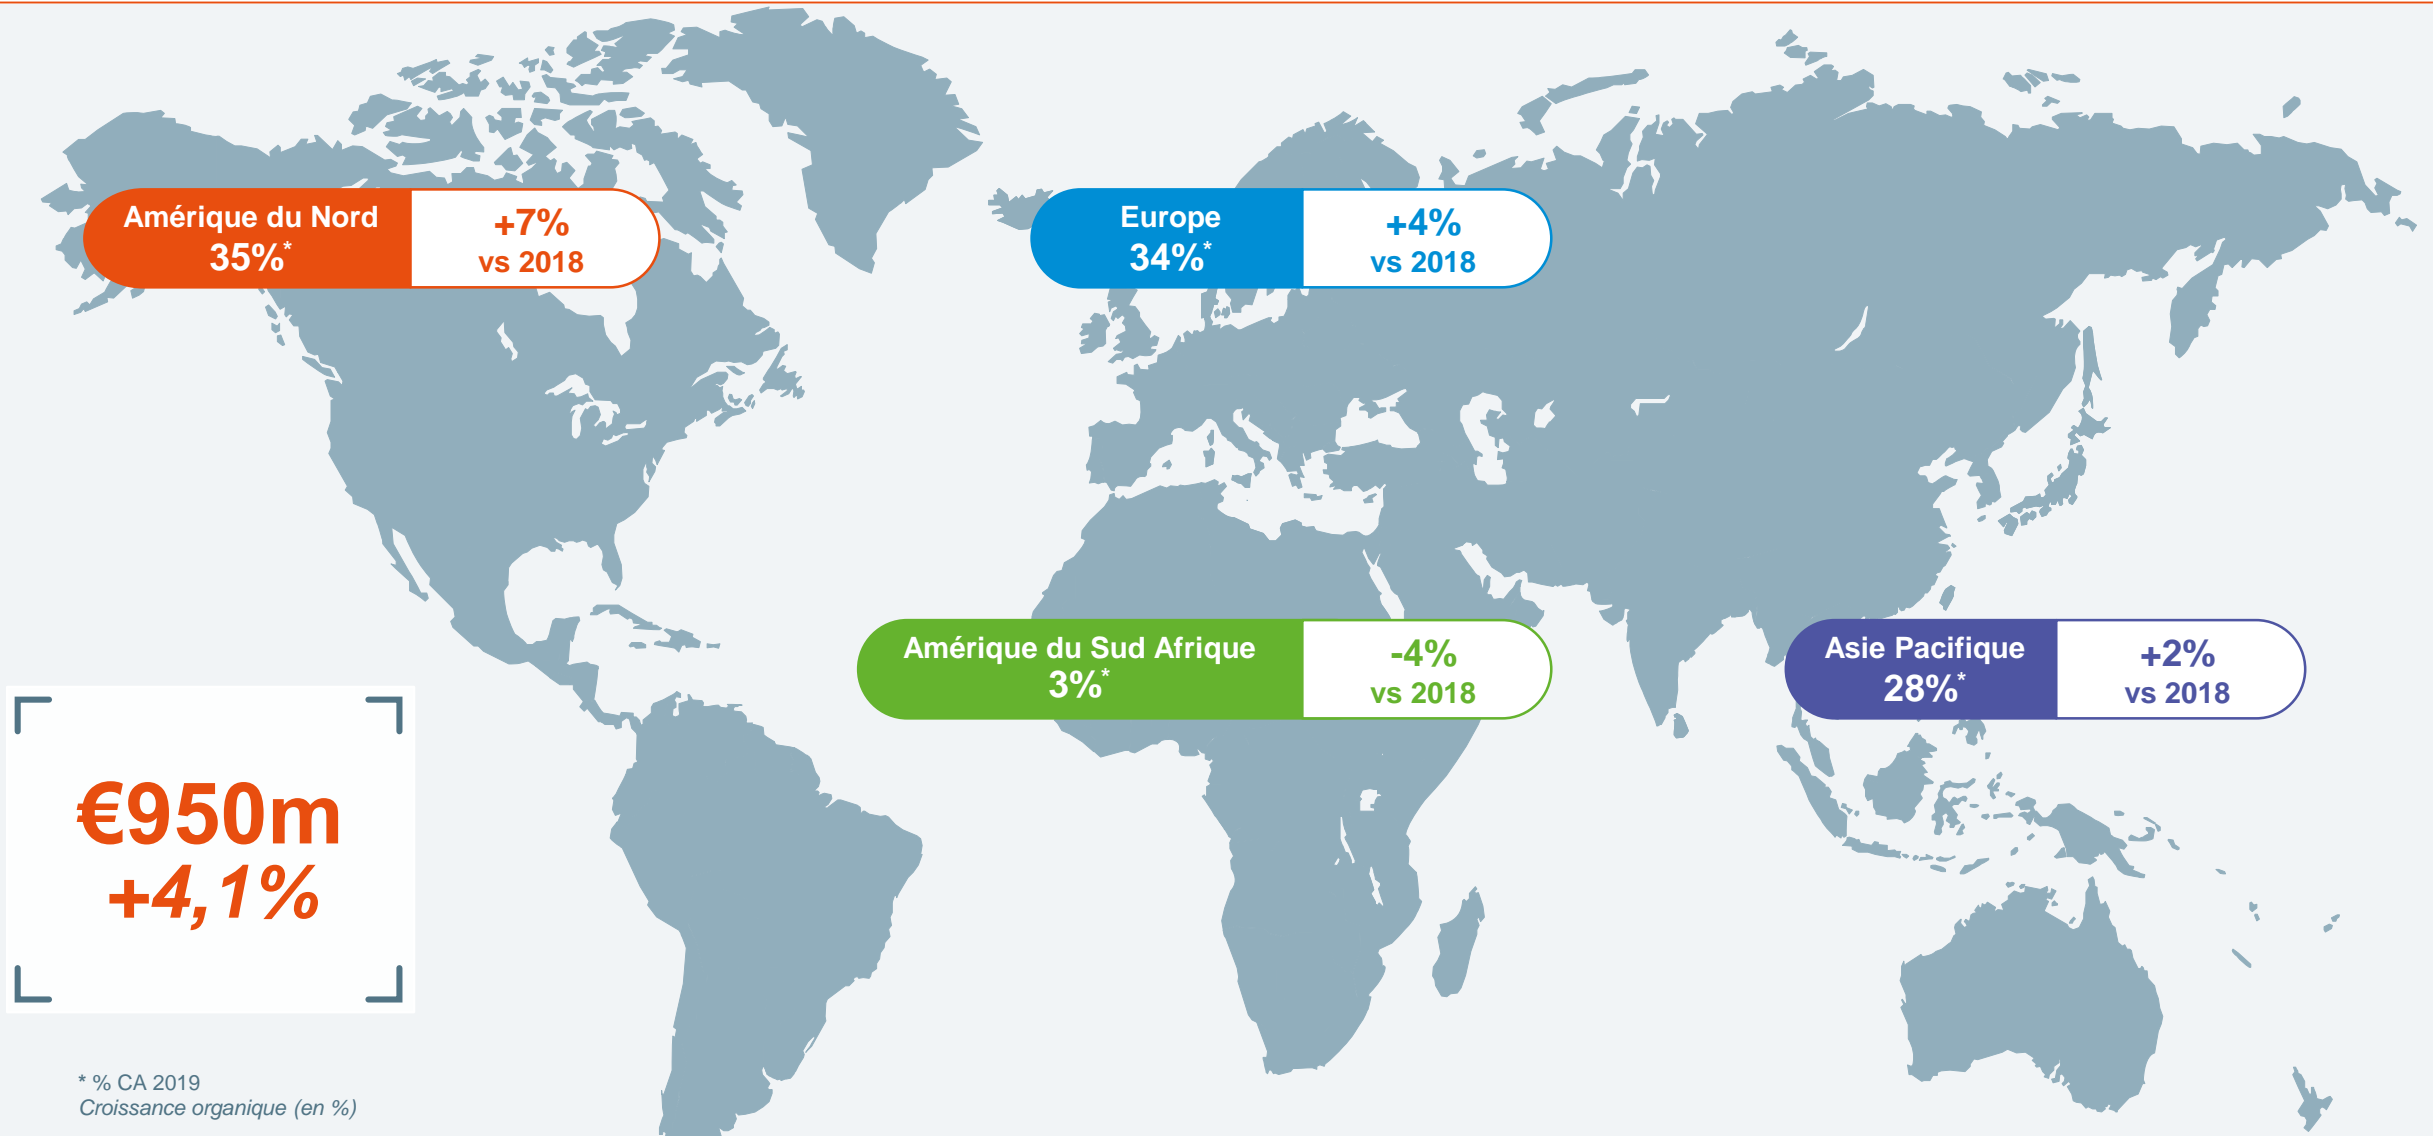 Amérique du Nord
35%*
+7%
vs 2018
Europe
34%*
+4%
vs 2018
Amérique du Sud Afrique
3%*
-4%
vs 2018
Asie Pacifique
28%*
+2%
vs 2018
€950m
+4,1%
* % CA 2019
Croissance organique (en %)